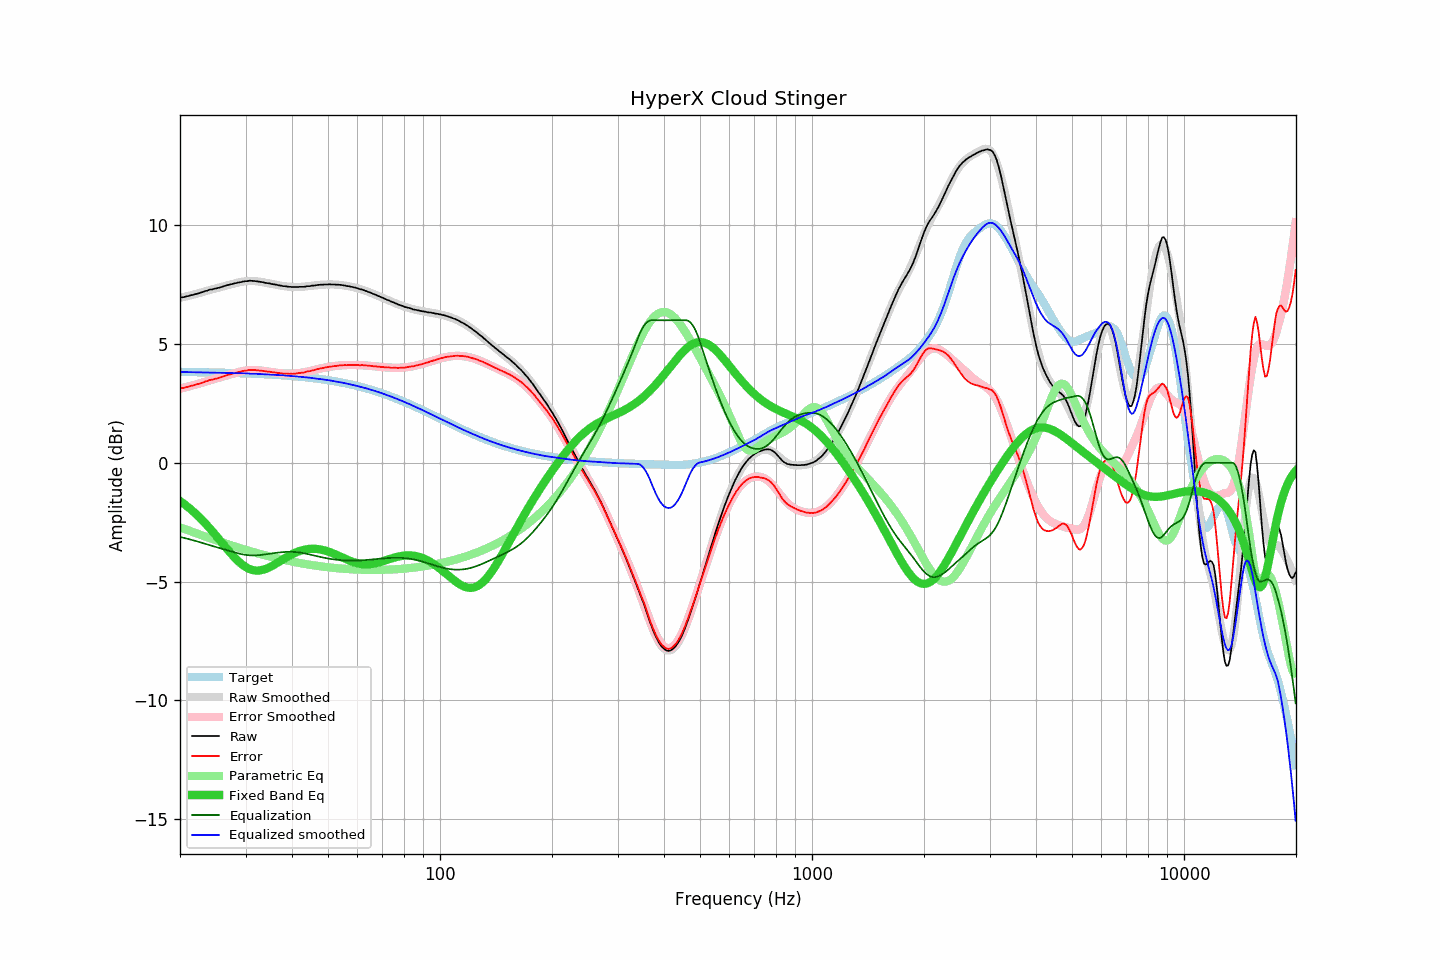 HyperX Cloud Stinger
Amplitude (dBr)
10
5
0
−5
−10
−15
Target
Raw Smoothed
Error Smoothed
Raw
Error
Parametric Eq
Fixed Band Eq
Equalization
Equalized smoothed
100 1000 10000
Frequency (Hz)